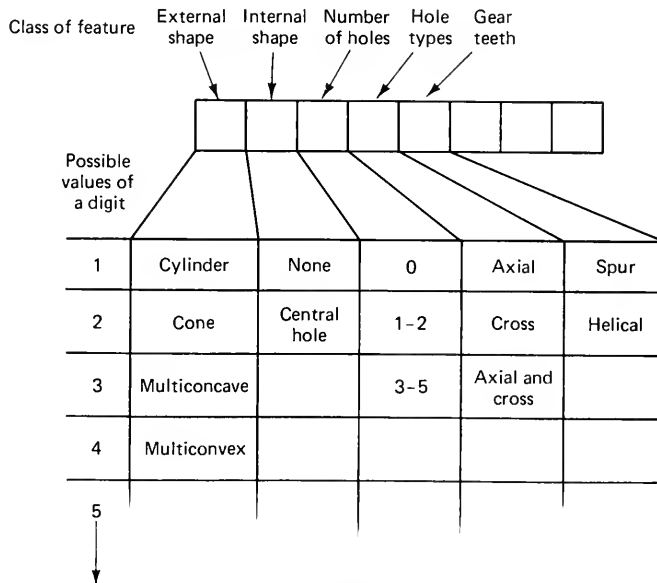 Class of feature
External shape
Internal shape
Number of holes
Hole types
Gear teeth
Possible
values of
a digit
1 Cylinder None 0 Axial Spur
2 Cone Central hole 1-2 Cross Helical
3 Multiconcave 3-5 Axial and cross
4 Multiconvex
5